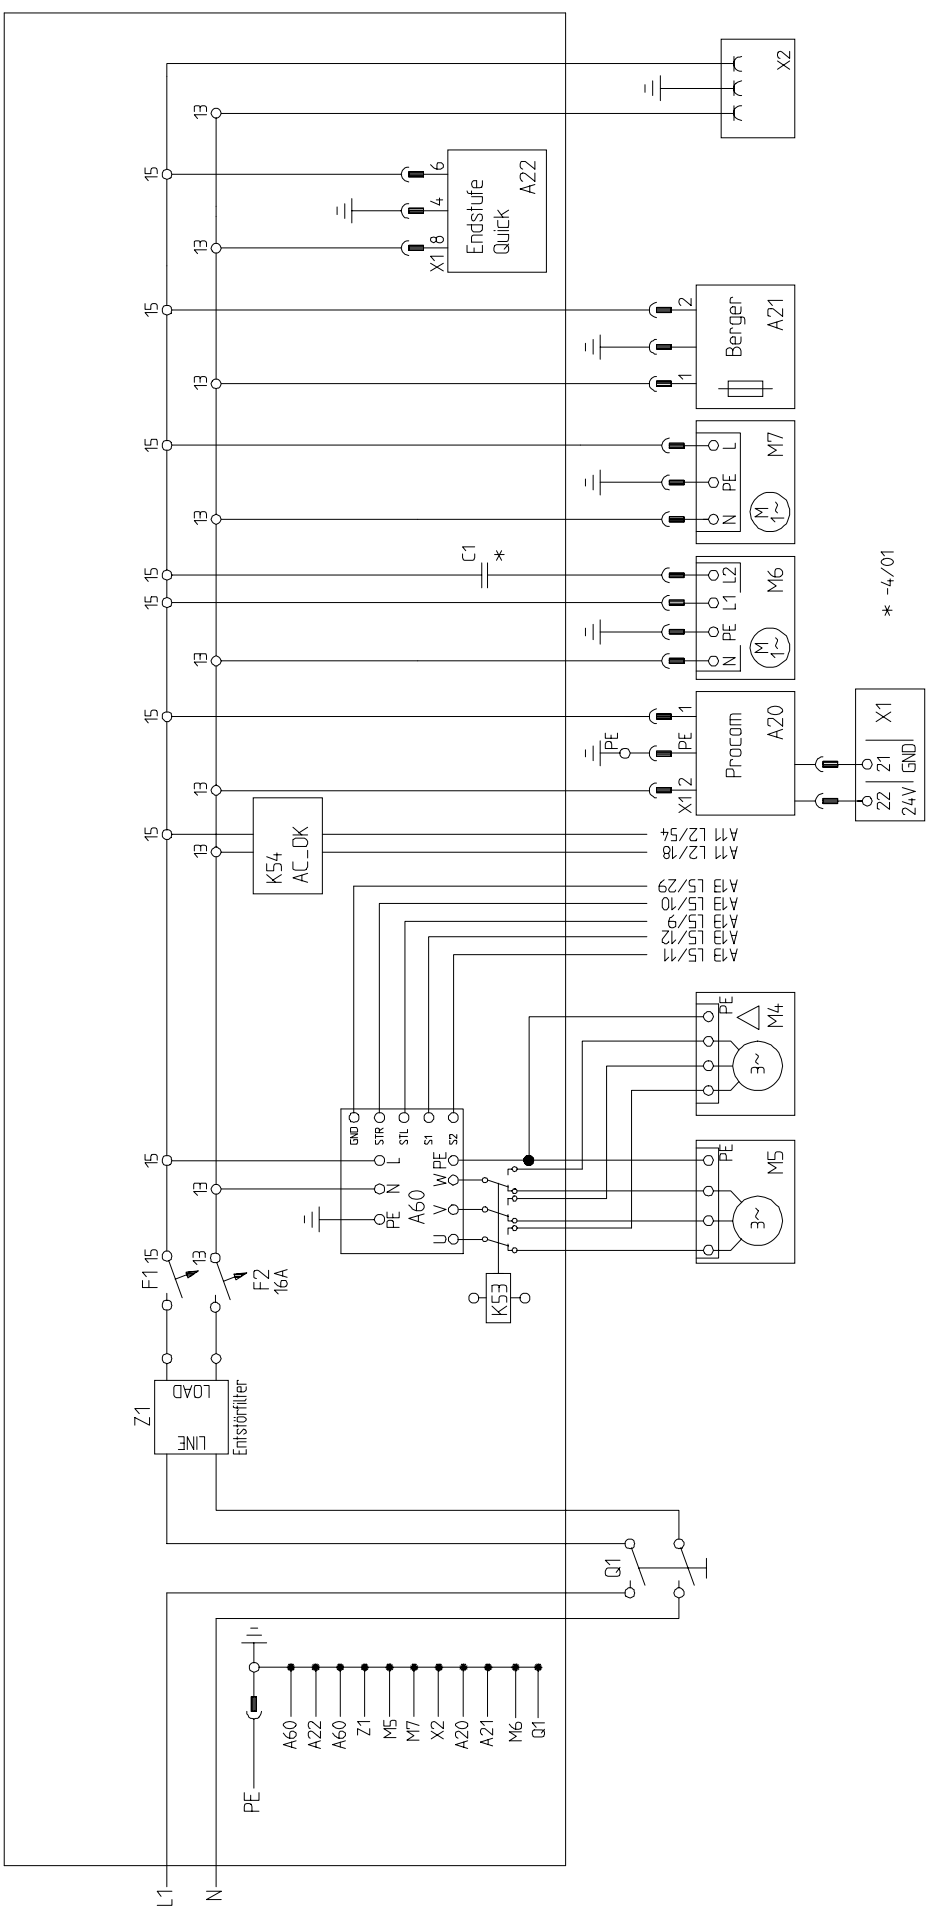 X2
13
15
6
4
8
X1
Endstufe
Quick
A22
13
15
2
1
Berger
A21
13
15
L
PE
N
M
1~
M7
13
15
C1
*
15
L2
L1
PE
N
M
1~
M6
* -4/01
13
15
1
PE
PE
2
X1
Procom
A20
X1
21
GND
22
24V
13
15
13
K54
AC_DK
A11 L2/54
A11 L2/18
A13 L5/29
A13 L5/10
A13 L5/9
A13 L5/12
A13 L5/11
PE
M4
3~
GND
STR
STL
S1
S2
15
L
PE
13
N
W
PE
V
U
A60
PE
M5
3~
K53
F1
15
13
F2
16A
Z1
LOAD
LINE
Entstörfilter
Q1
PE
A60
A22
A60
Z1
M5
M7
X2
A20
A21
M6
Q1
L1
N